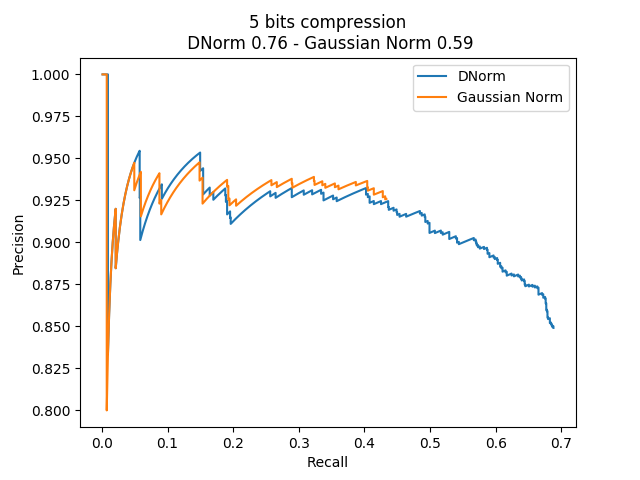 5 bits compression
DNorm 0.76 - Gaussian Norm 0.59
DNorm
Gaussian Norm
Precision
1.000
0.975
0.950
0.925
0.900
0.875
0.850
0.825
0.800
0.0 0.1 0.2 0.3 0.4 0.5 0.6 0.7
Recall